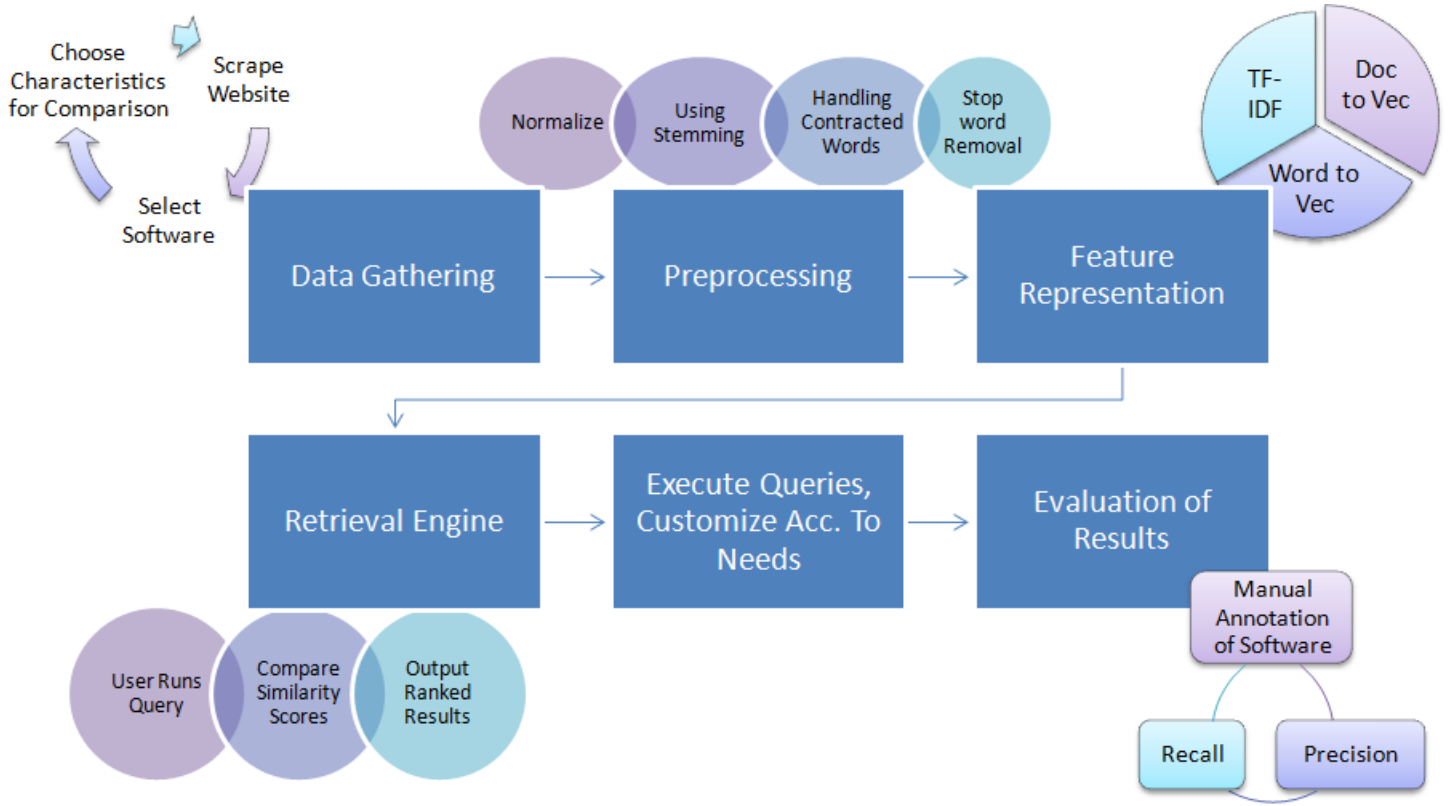 Choose
Characteristics
for Comparison
Scrape
Website
Select
Software
Normalize
Using
Stemming
Handling
Contracted
Words
Stop
word
Removal
TF-
IDF
Doc
to Vec
Word to
Vec
Data Gathering
Preprocessing
Feature
Representation
Retrieval Engine
Execute Queries,
Customize Acc. To
Needs
Evaluation of
Results
User Runs
Query
Compare
Similarity
Scores
Output
Ranked
Results
Manual
Annotation
of Software
Recall
Precision